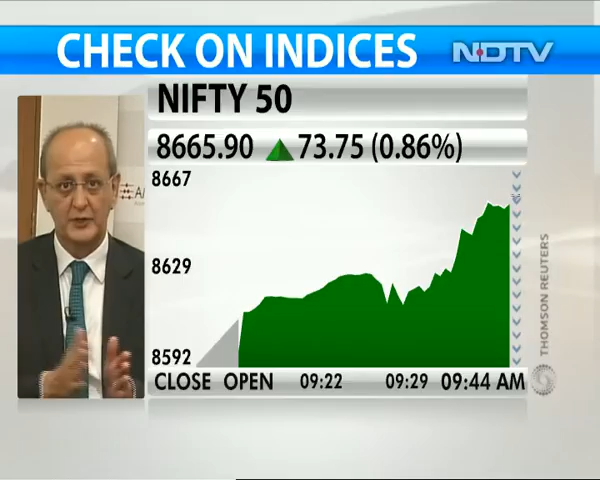 CHECK ON INDICES NDTV
NIFTY 50
8665.90 73.75 (0.86%)
8667
8629
8592
CLOSE OPEN 09:22 09:29 09:44 AM
THOMSON REUTERS